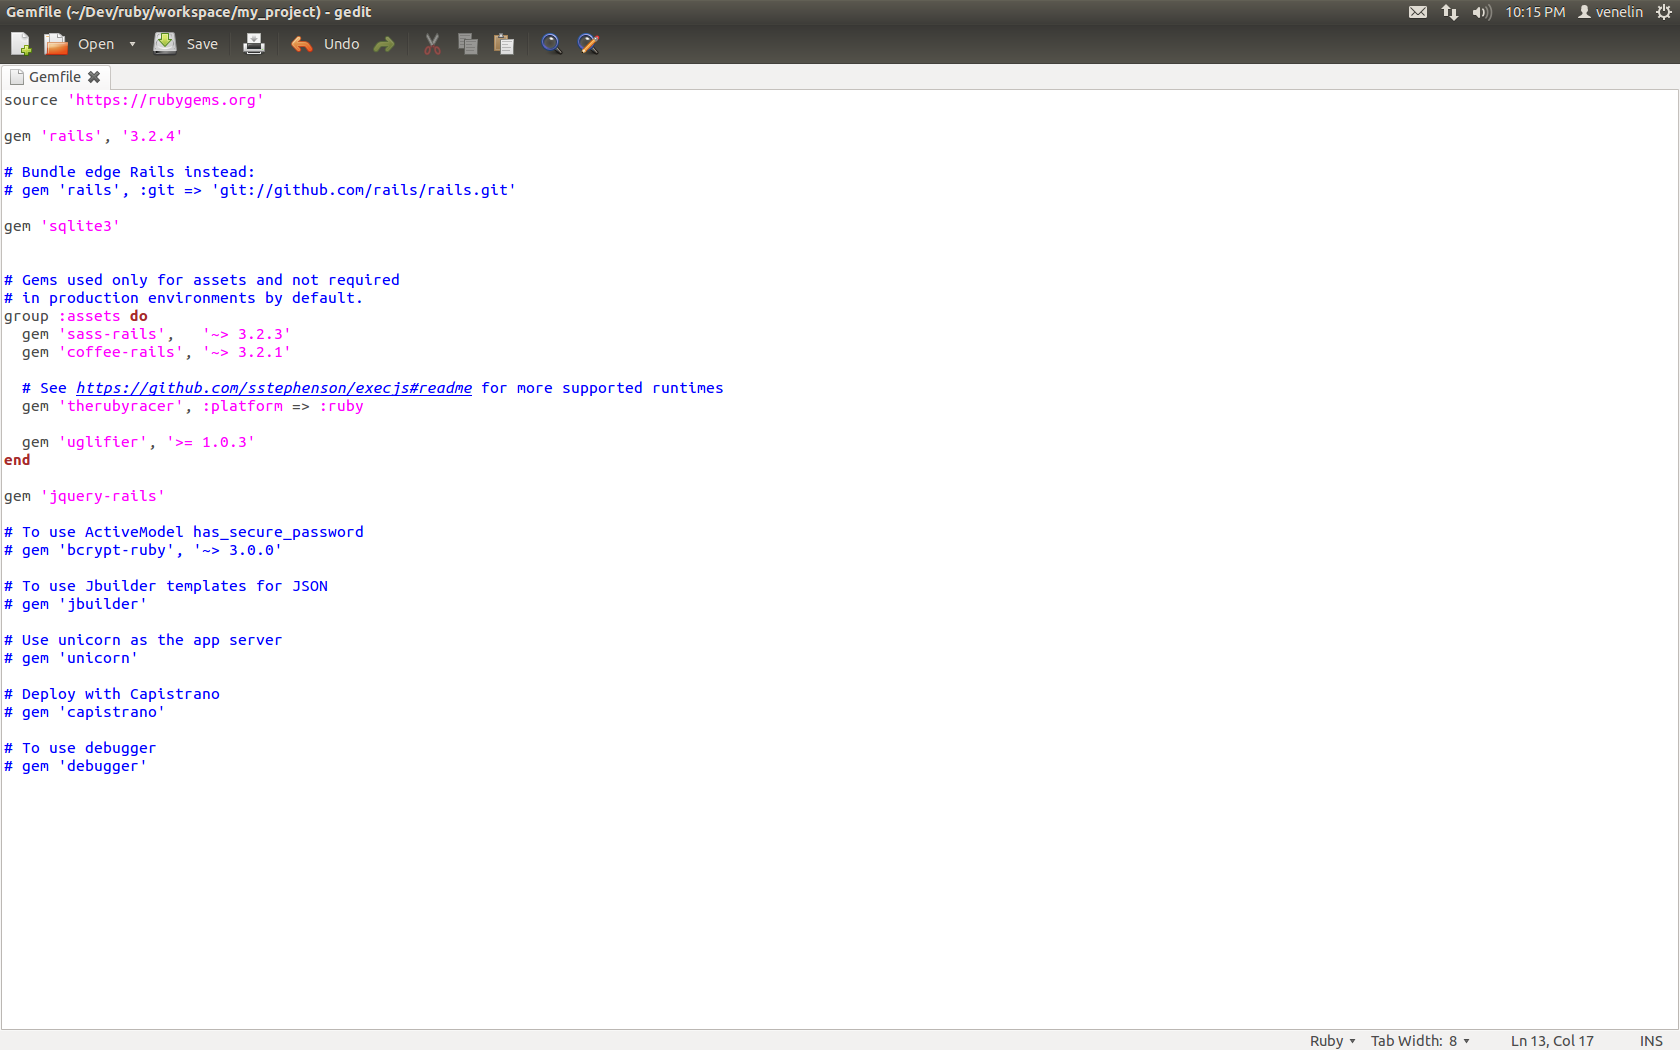 Gemfile (~/Dev/ruby/workspace/my_project) - gedit
10:15 PM venelin
Open Save Undo
Gemfile
source 'https://rubygems.org'
gem 'rails', '3.2.4'
# Bundle edge Rails instead:
# gem 'rails', :git => 'git://github.com/rails/rails.git'
gem 'sqlite3'
# Gems used only for assets and not required
# in production environments by default.
group :assets do
  gem 'sass-rails',   '~> 3.2.3'
  gem 'coffee-rails', '~> 3.2.1'
  # See https://github.com/sstephenson/execjs#readme for more supported runtimes
  gem 'therubyracer', :platform => :ruby
  gem 'uglifier', '>= 1.0.3'
end
gem 'jquery-rails'
# To use ActiveModel has_secure_password
# gem 'bcrypt-ruby', '~> 3.0.0'
# To use Jbuilder templates for JSON
# gem 'jbuilder'
# Use unicorn as the app server
# gem 'unicorn'
# Deploy with Capistrano
# gem 'capistrano'
# To use debugger
# gem 'debugger'
Ruby Tab Width: 8 Ln 13, Col 17 INS